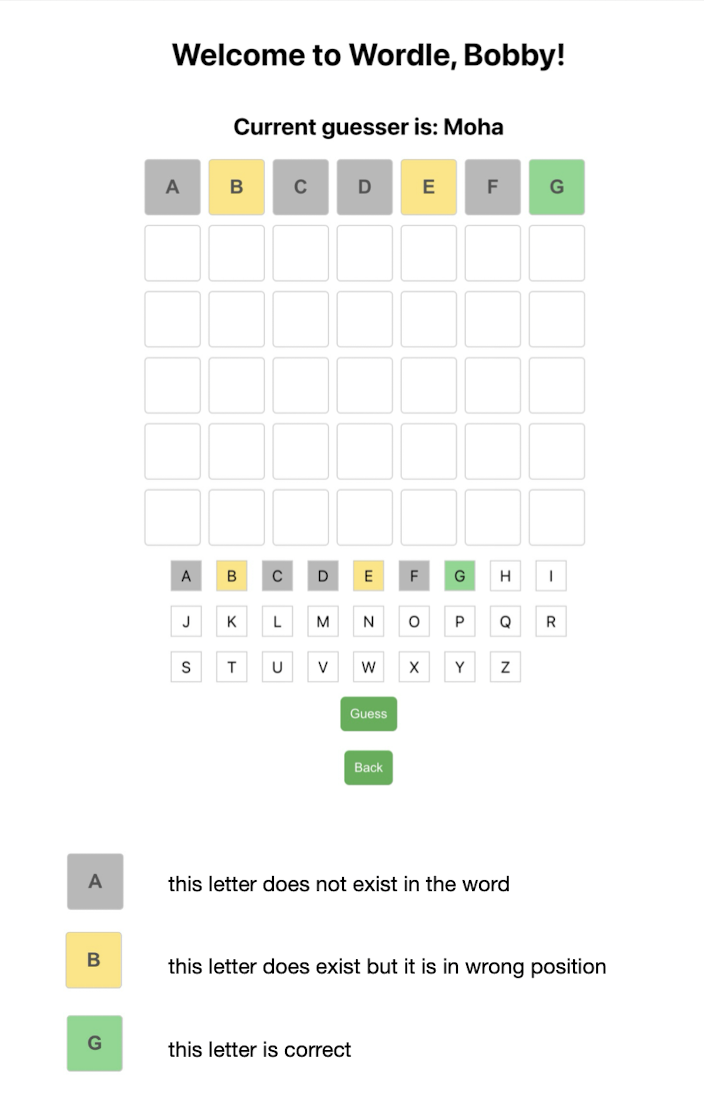 Welcome to Wordle, Bobby!
Current guesser is: Moha
A B C D E F G
A B C D E F G H I
J K L M N O P Q R
S T U V W X Y Z
Guess
Back
A this letter does not exist in the word
B this letter does exist but it is in wrong position
G this letter is correct